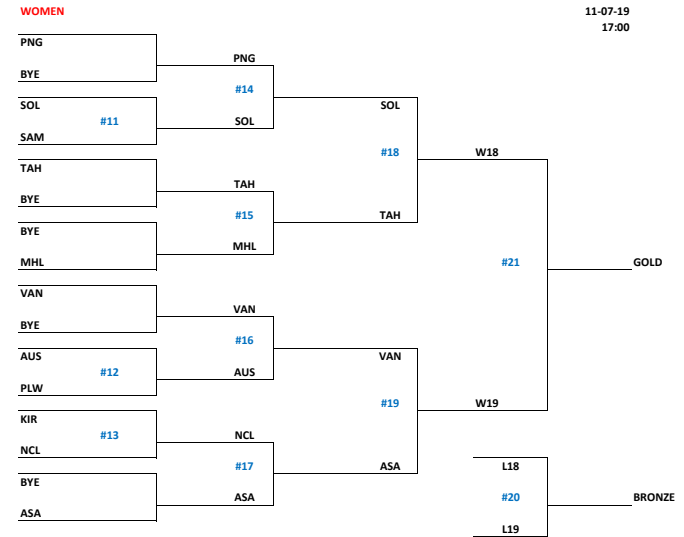 WOMEN
11-07-19
17:00
PNG
BYE
PNG
#14
SOL
#11
SAM
SOL
SOL
#18
TAH
BYE
TAH
#15
BYE
MHL
MHL
TAH
W18
#21
GOLD
VAN
BYE
VAN
#16
AUS
#12
PLW
AUS
VAN
#19
KIR
#13
NCL
NCL
#17
BYE
ASA
ASA
ASA
W19
L18
#20
L19
BRONZE